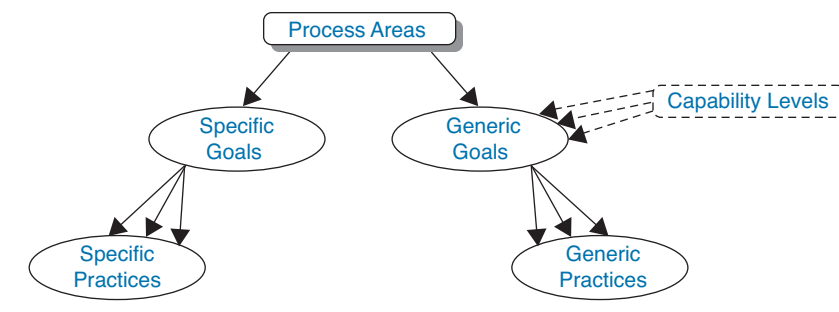 Process Areas
Capability Levels
Specific
Goals
Generic
Goals
Specific
Practices
Generic
Practices